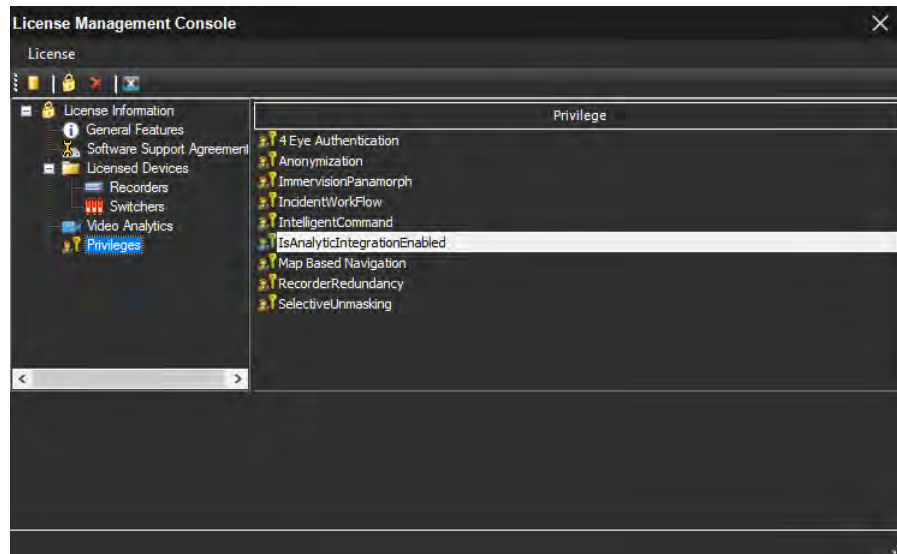 License Management Console
License
License Information
General Features
Software Support Agreement
Licensed Devices
Recorders
Switchers
Video Analytics
Privileges
Privilege
4 Eye Authentication
Anonymization
ImmervisionPanamorph
IncidentWorkFlow
IntelligentCommand
IsAnalyticIntegrationEnabled
Map Based Navigation
RecorderRedundancy
SelectiveUnmasking